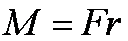 M = Fr